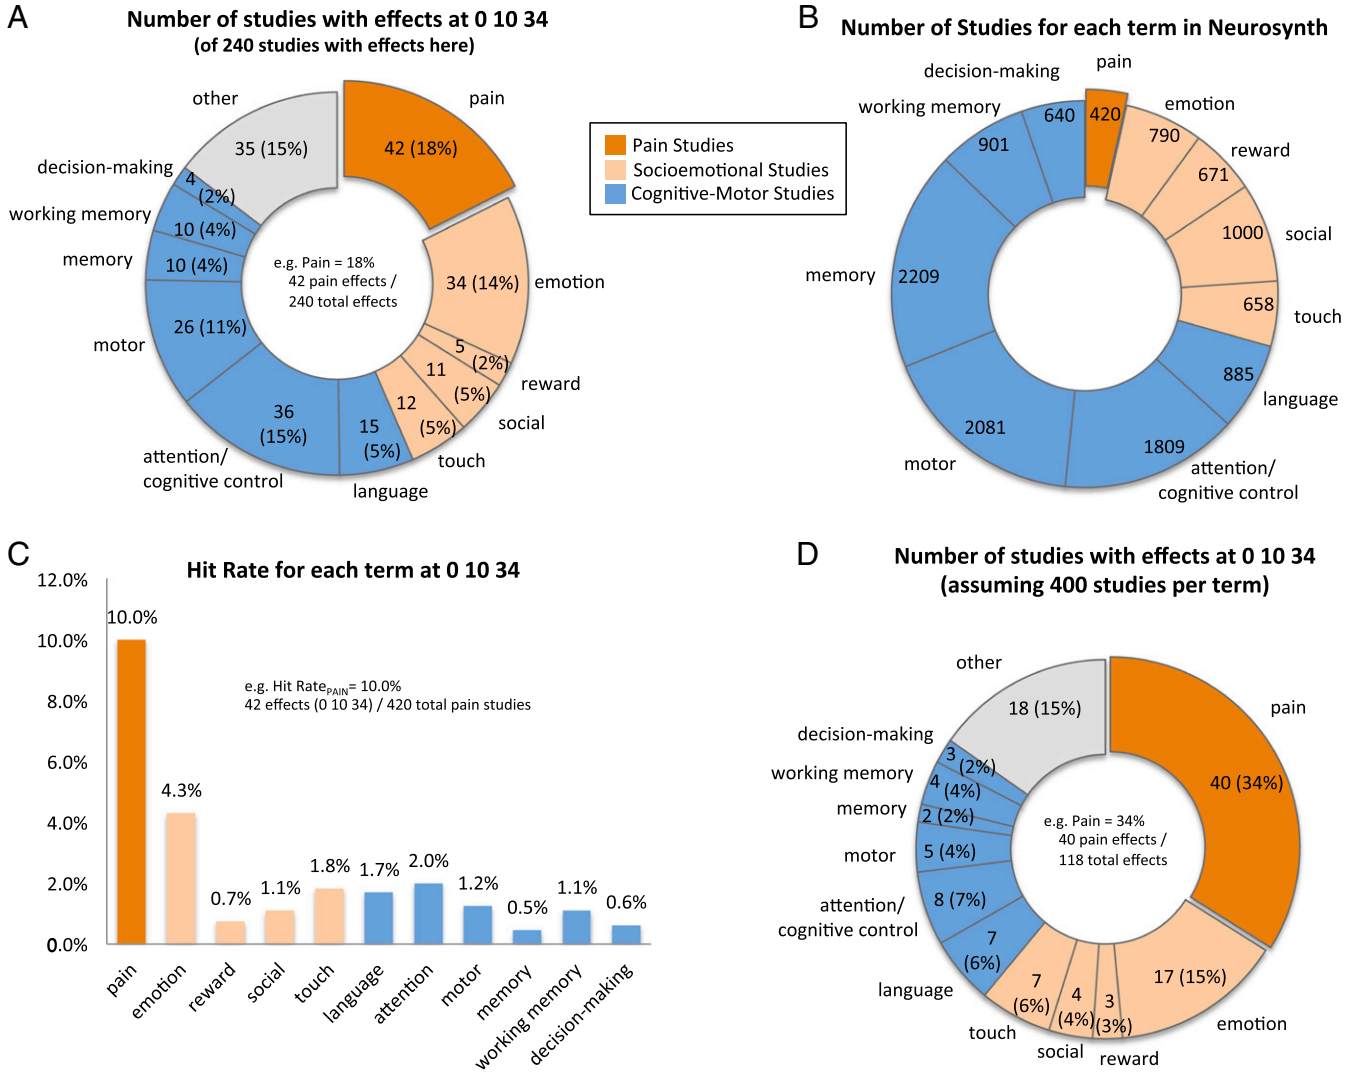 A
Number of studies with effects at 0 10 34
(of 240 studies with effects here)
other
pain
35 (15%)
42 (18%)
decision-making
4
(2%)
working memory
10 (4%)
memory
10 (4%)
e.g. Pain = 18%
42 pain effects /
240 total effects
34 (14%)
emotion
motor
26 (11%)
5
(2%)
reward
11
(5%)
social
12
(5%)
touch
36
(15%)
15
(5%)
attention/
cognitive control
language
Pain Studies
Socioemotional Studies
Cognitive-Motor Studies
B
Number of Studies for each term in Neurosynth
decision-making
pain
working memory
emotion
640
420
790
reward
901
671
1000
social
memory
2209
658
touch
885
language
2081
1809
motor
attention/
cognitive control
C
Hit Rate for each term at 0 10 34
12.0%
10.0%
8.0%
6.0%
4.0%
2.0%
0.0%
10.0%
4.3%
0.7%
1.1%
1.8%
1.7%
2.0%
1.2%
0.5%
1.1%
0.6%
e.g. Hit RatePAIN= 10.0%
42 effects (0 10 34) / 420 total pain studies
pain
emotion
reward
social
touch
language
attention
motor
memory
working memory
decision-making
D
Number of studies with effects at 0 10 34
(assuming 400 studies per term)
other
pain
18 (15%)
decision-making
3
(2%)
working memory
4
(4%)
40 (34%)
memory
2 (2%)
e.g. Pain = 34%
40 pain effects /
118 total effects
motor
5 (4%)
attention/
cognitive control
8 (7%)
7
(6%)
language
7
(6%)
touch
4
(4%)
social
3
(3%)
reward
17 (15%)
emotion